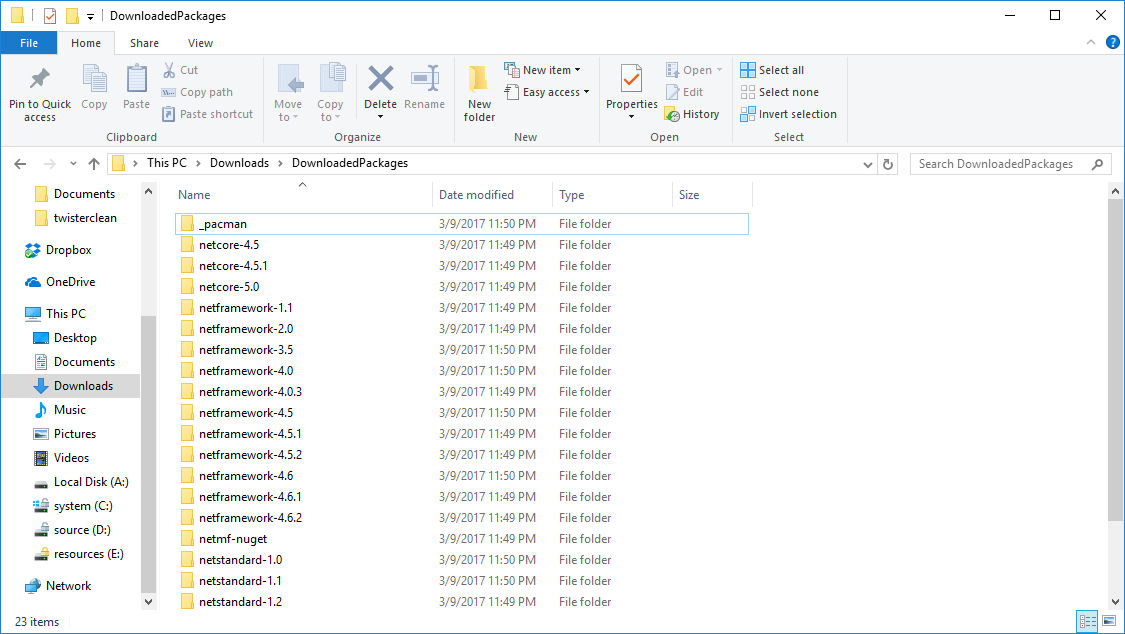 DownloadedPackages
File Home Share View
Pin to Quick access
Copy
Paste
Cut
Copy path
Paste shortcut
Clipboard
Move to
Copy to
Delete
Rename
Organize
New folder
New item
Easy access
New
Properties
Open
Edit
History
Open
Select all
Select none
Invert selection
Select
This PC > Downloads > DownloadedPackages
Search DownloadedPackages
Documents
twisterclean
Dropbox
OneDrive
This PC
Desktop
Documents
Downloads
Music
Pictures
Videos
Local Disk (A:)
system (C:)
source (D:)
resources (E:)
Network
Name Date modified Type Size
_pacman 3/9/2017 11:50 PM File folder
netcore-4.5 3/9/2017 11:49 PM File folder
netcore-4.5.1 3/9/2017 11:49 PM File folder
netcore-5.0 3/9/2017 11:49 PM File folder
netframework-1.1 3/9/2017 11:49 PM File folder
netframework-2.0 3/9/2017 11:49 PM File folder
netframework-3.5 3/9/2017 11:50 PM File folder
netframework-4.0 3/9/2017 11:50 PM File folder
netframework-4.0.3 3/9/2017 11:49 PM File folder
netframework-4.5 3/9/2017 11:50 PM File folder
netframework-4.5.1 3/9/2017 11:49 PM File folder
netframework-4.5.2 3/9/2017 11:49 PM File folder
netframework-4.6 3/9/2017 11:50 PM File folder
netframework-4.6.1 3/9/2017 11:49 PM File folder
netframework-4.6.2 3/9/2017 11:49 PM File folder
netmf-nuget 3/9/2017 11:49 PM File folder
netstandard-1.0 3/9/2017 11:50 PM File folder
netstandard-1.1 3/9/2017 11:50 PM File folder
netstandard-1.2 3/9/2017 11:49 PM File folder
23 items